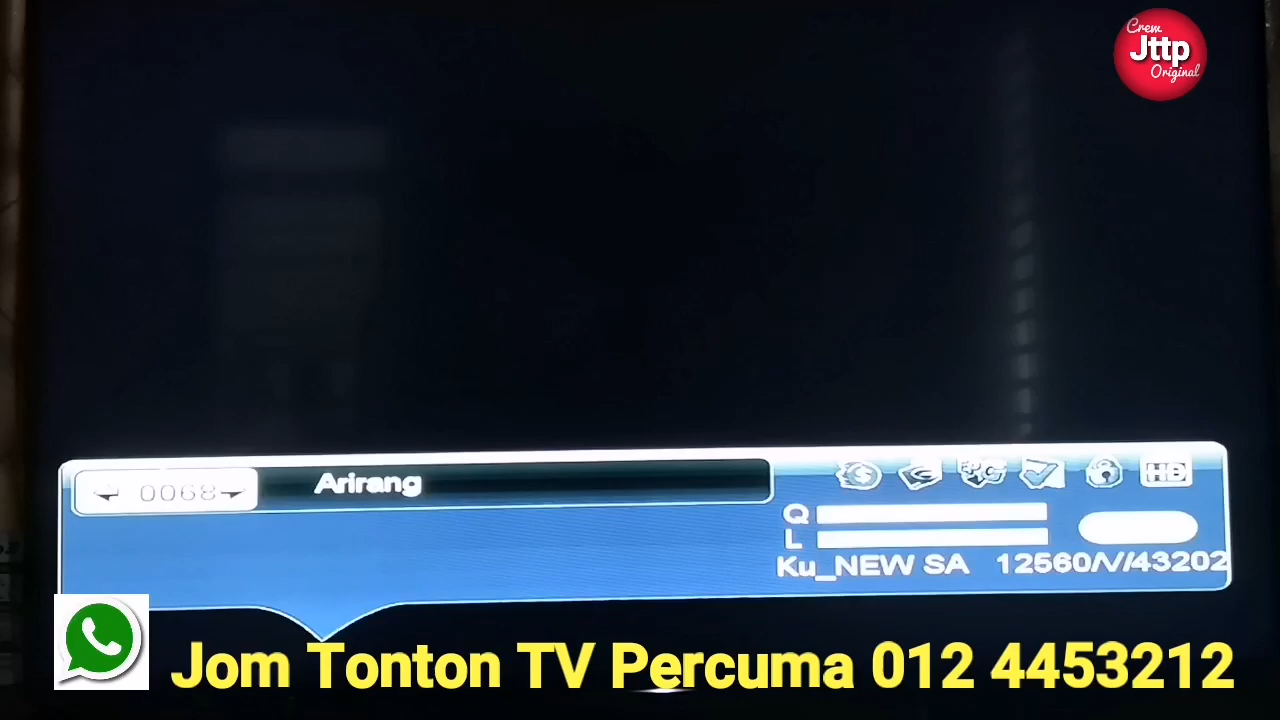 Crew
Jttp
Original
0068
Arirang
HD
Q
L
Ku_NEW SA 12560/V/43202
Jom Tonton TV Percuma 012 4453212